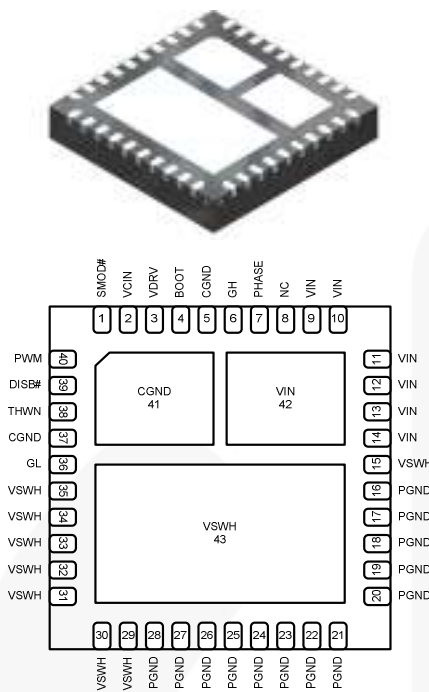 SMOD#
VCIN
VDRV
BOOT
CGND
GH
PHASE
NC
VIN
VIN
1
2
3
4
5
6
7
8
9
10
PWM
40
DISB#
39
THWN
38
CGND
37
GL
36
VSWH
35
VSWH
34
VSWH
33
VSWH
32
VSWH
31
CGND
41
VIN
42
VSWH
43
11
VIN
12
VIN
13
VIN
14
VIN
15
VSWH
16
PGND
17
PGND
18
PGND
19
PGND
20
PGND
30
29
28
27
26
25
24
23
22
21
VSWH
VSWH
PGND
PGND
PGND
PGND
PGND
PGND
PGND
PGND